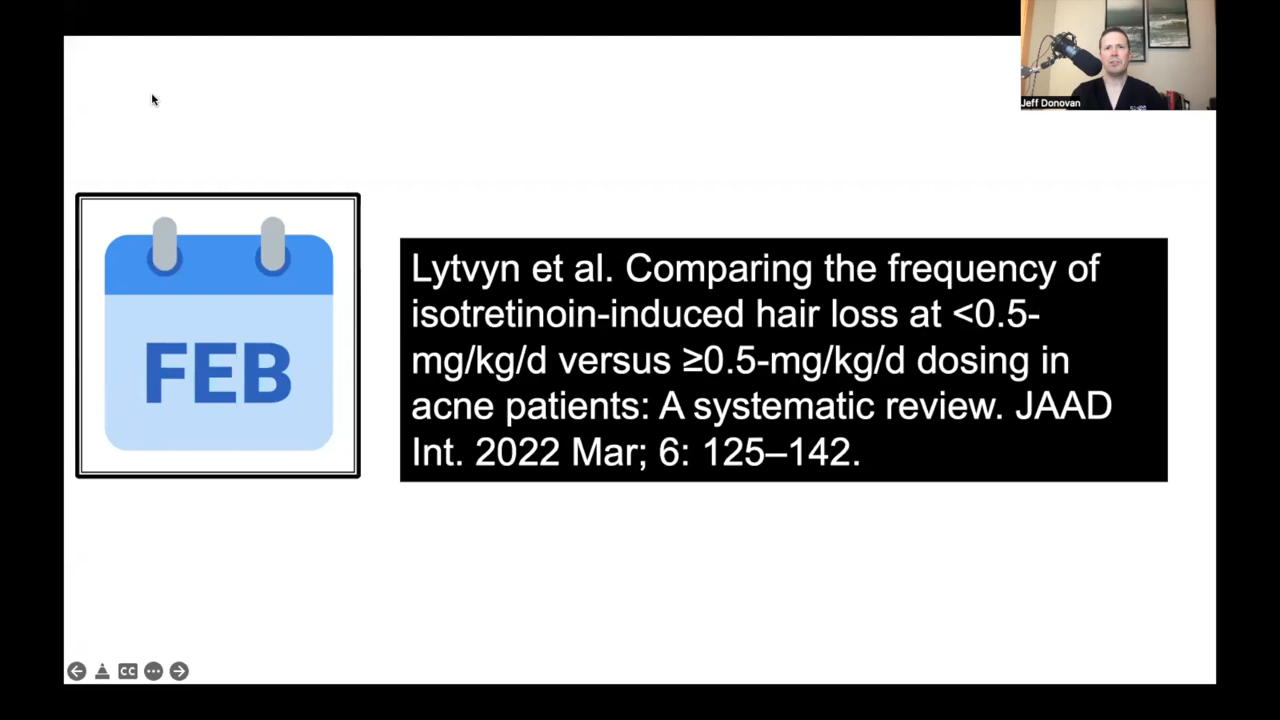 Jeff Donovan
FEB
Lytvyn et al. Comparing the frequency of
isotretinoin-induced hair loss at <0.5-
mg/kg/d versus ≥0.5-mg/kg/d dosing in
acne patients: A systematic review. JAAD
Int. 2022 Mar; 6: 125–142.
CC